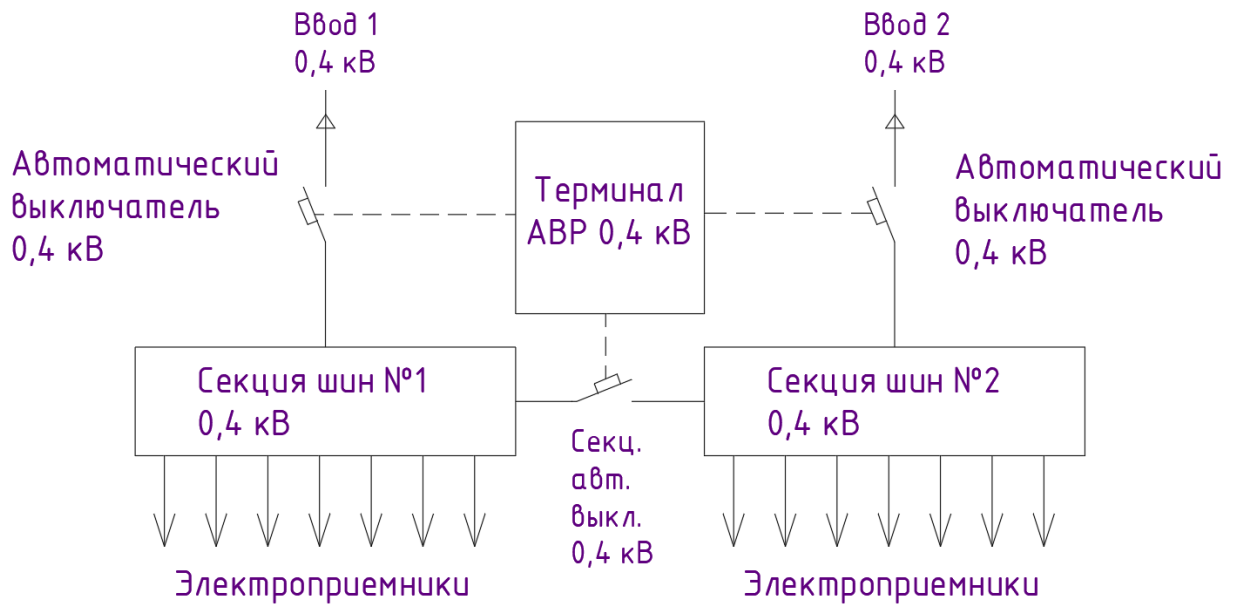 Ввод 1
0,4 кВ
Ввод 2
0,4 кВ
Автоматический
выключатель
0,4 кВ
Терминал
АВР 0,4 кВ
Автоматический
выключатель
0,4 кВ
Секция шин №1
0,4 кВ
Секция шин №2
0,4 кВ
Секц.
авт.
выкл.
0,4 кВ
Электроприемники
Электроприемники